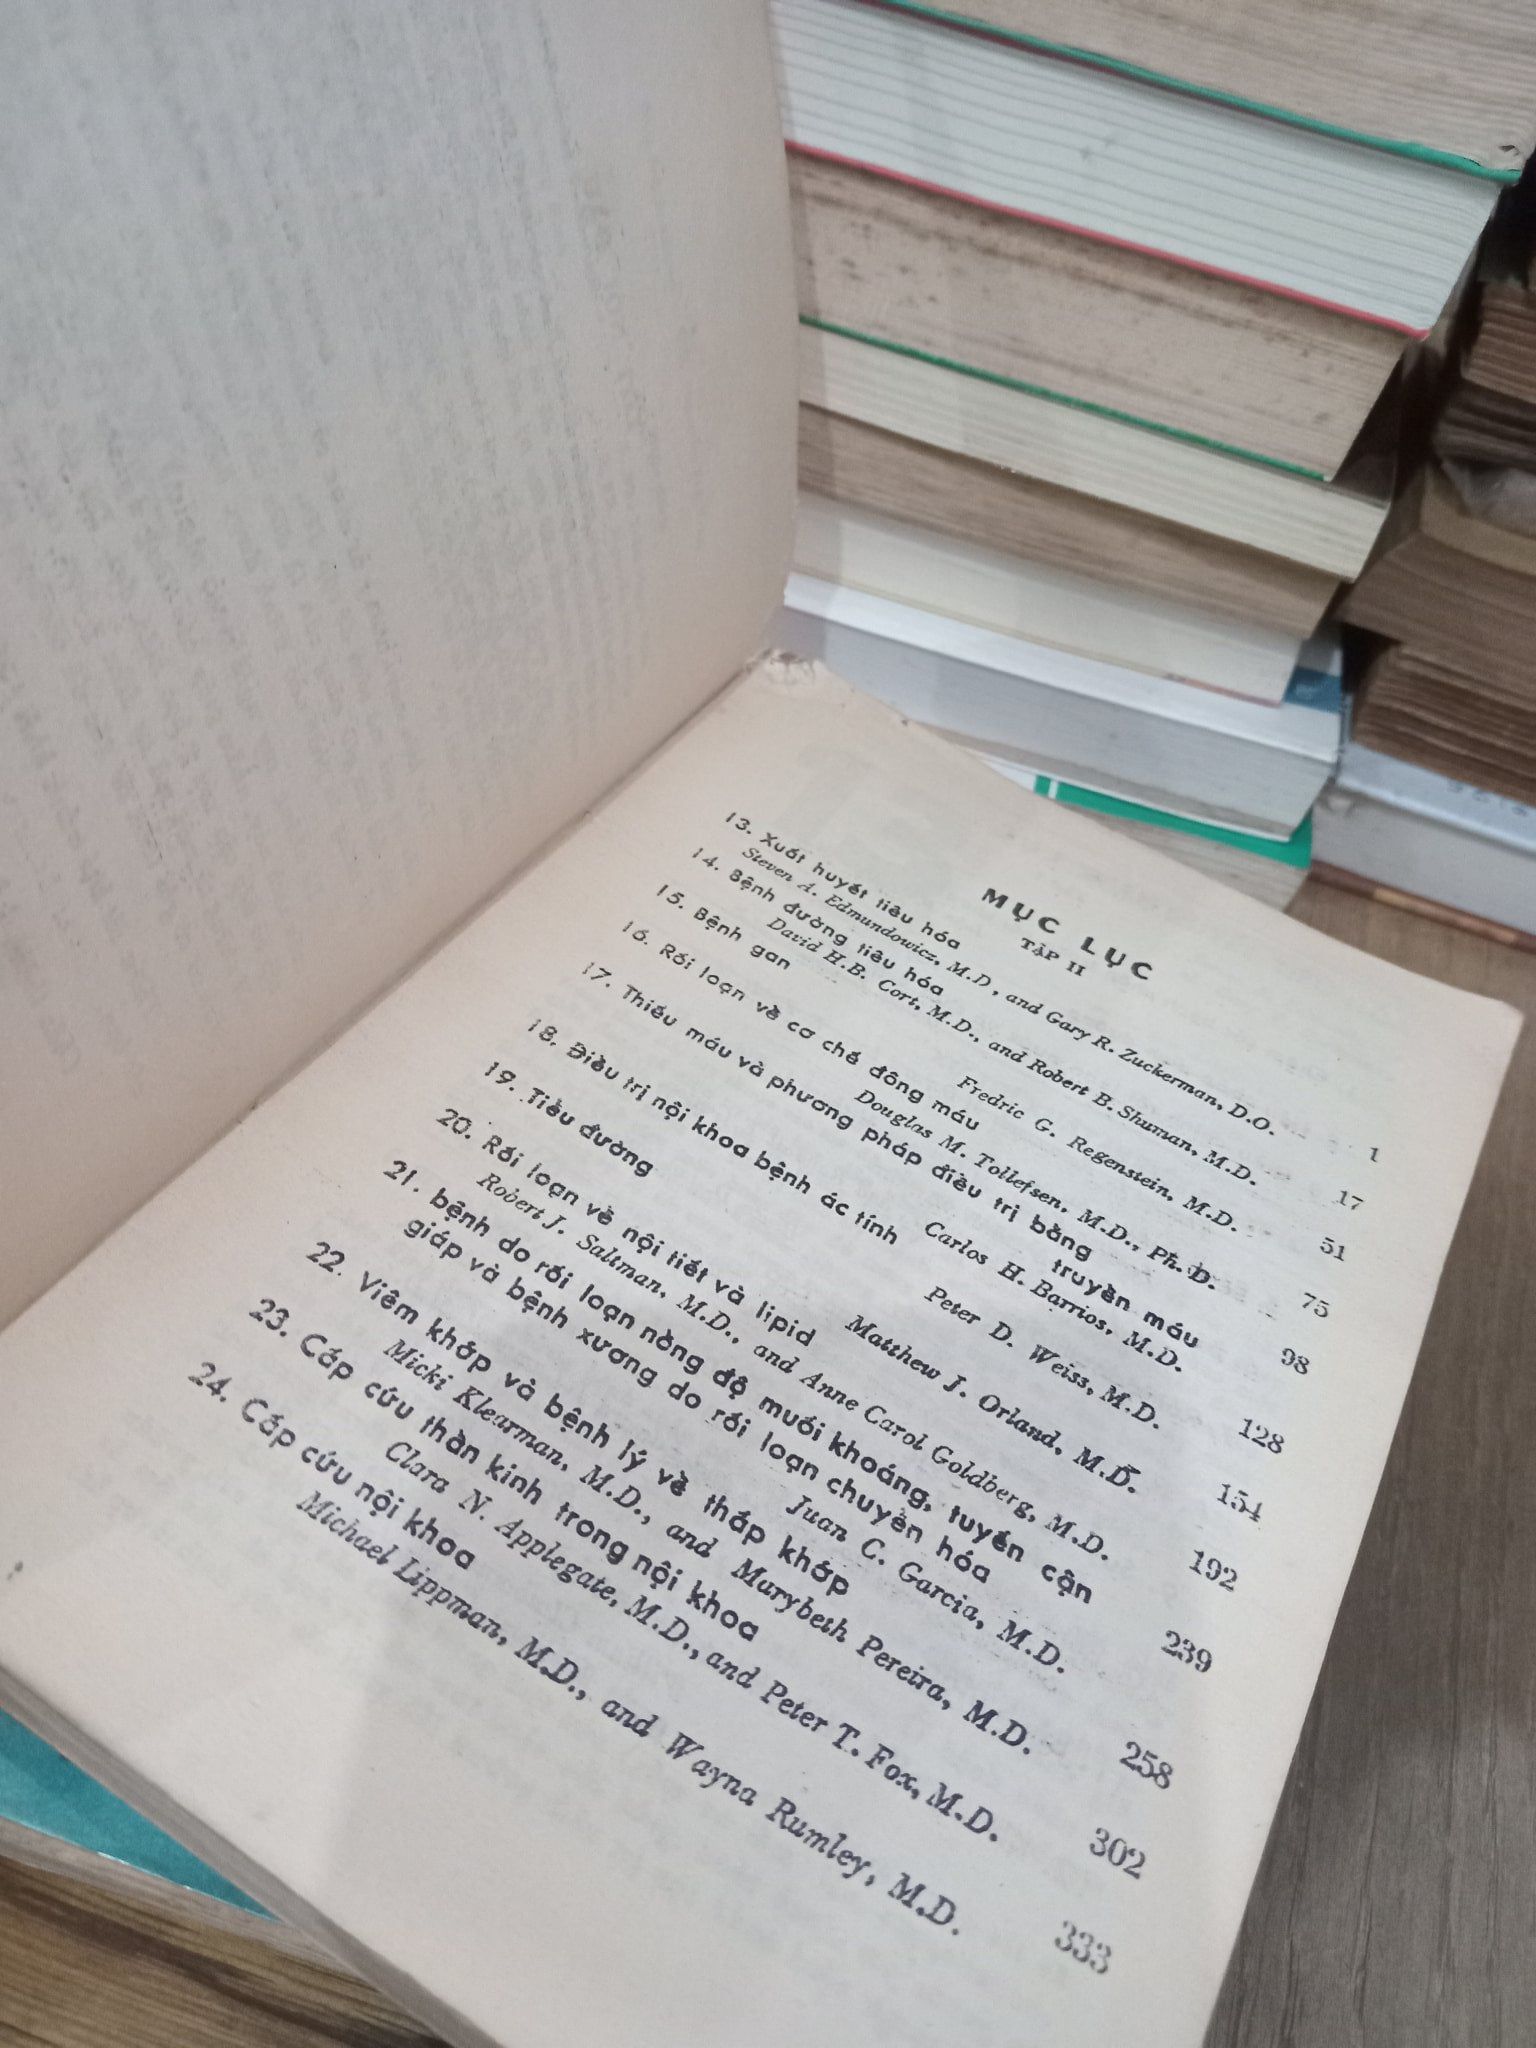 MỤC LỤC
TẬP II
13. Xuất huyết tiêu hóa
Steven A. Edmundowicz, M.D., and Gary R. Zuckerman, D.O. 1
14. Bệnh đường tiêu hóa
David H.B. Cort, M.D., and Robert B. Shuman, M.D. 17
15. Bệnh gan
Fredric G. Regenstein, M.D. 51
16. Rối loạn về cơ chế đông máu
Douglas M. Tollefsen, M.D., Ph.D. 75
17. Thiếu máu và phương pháp điều trị bằng truyền máu
Carlos H. Barrios, M.D. 98
18. Điều trị nội khoa bệnh ác tính
Peter D. Weiss, M.D. 128
19. Tiểu đường
Matthew J. Orland, M.D. 154
20. Rối loạn về nội tiết và lipid
Robert J. Saltman, M.D., and Anne Carol Goldberg, M.D. 192
21. bệnh do rối loạn nồng độ muối khoáng, tuyến cận
giáp và bệnh xương do rối loạn chuyển hóa
Juan C. Garcia, M.D. 239
22. Viêm khớp và bệnh lý về thấp khớp
Micki Klearman, M.D., and Marybeth Pereira, M.D. 258
23. Cấp cứu thần kinh trong nội khoa
Clara N. Applegate, M.D., and Peter T. Fox, M.D. 302
24. Cấp cứu nội khoa
Michael Lippman, M.D., and Wayna Rumley, M.D. 333